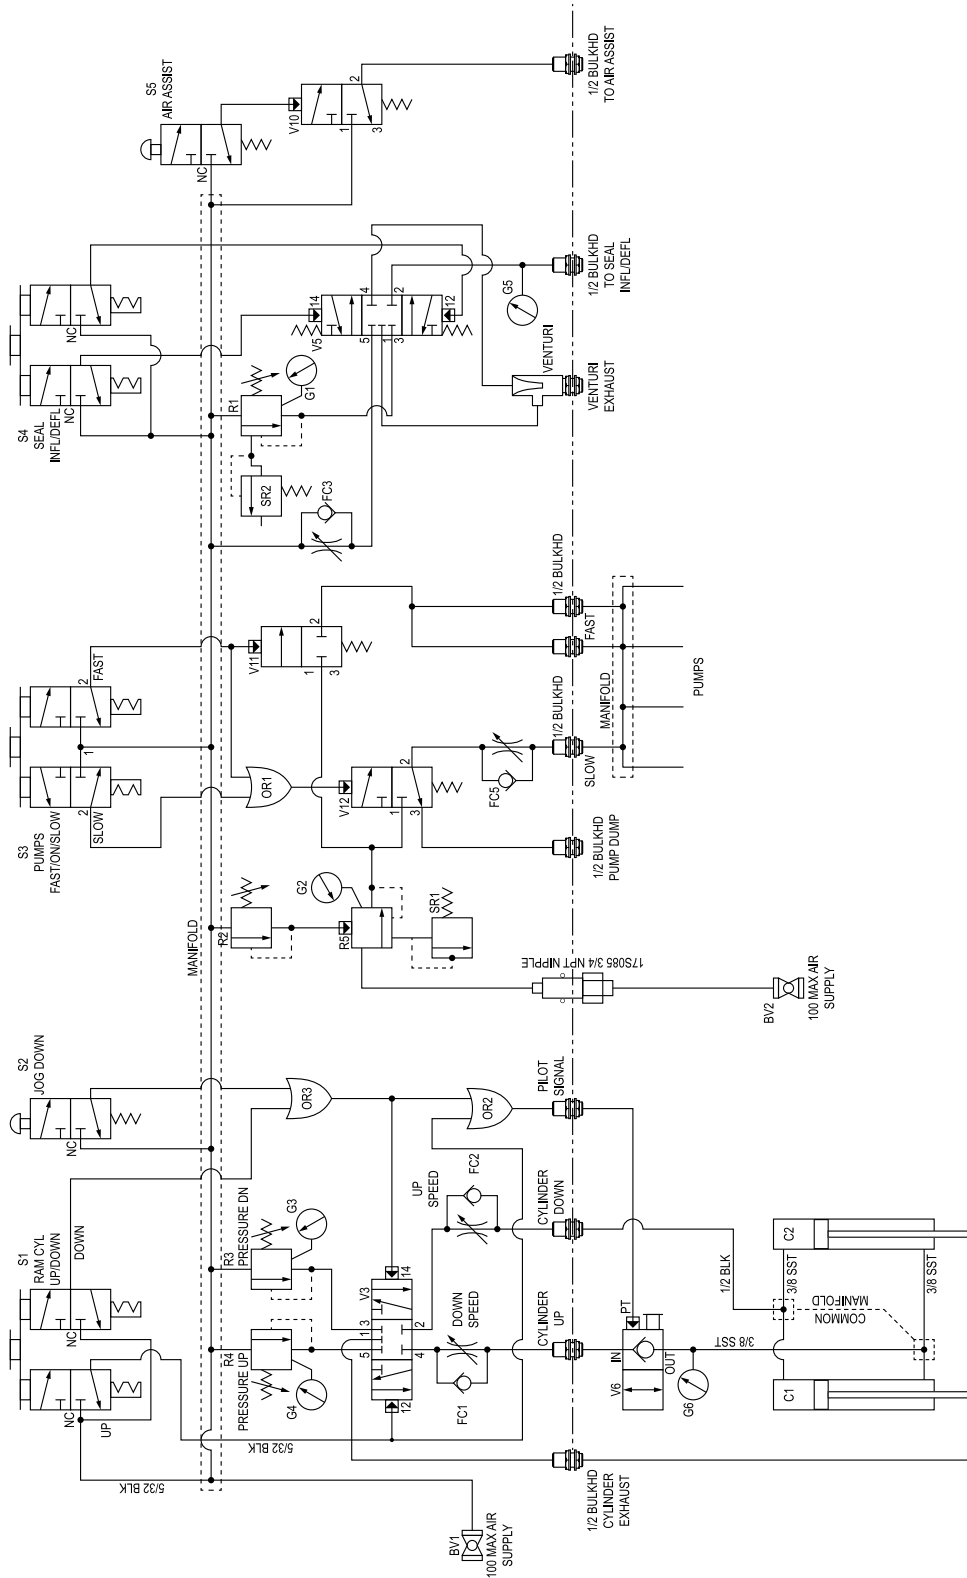 S1
RAM CYL
UP/DOWN
NC
UP
NC
DOWN
S2
JOG DOWN
NC
S3
PUMPS
FAST/ON/SLOW
2
SLOW
1
2
FAST
S4
SEAL
INFL/DEFL
NC
NC
S5
AIR ASSIST
NC
5/32 BLK
MANIFOLD
5/32 BLK
R4
PRESSURE UP
G4
R3
PRESSURE DN
G3
OR3
R2
OR1
V11
1
2
3
SR2
R1
G1
FC3
V10
1
2
3
V3
12
14
5
1
3
4
2
OR2
G2
R5
SR1
V12
1
2
3
V5
14
12
5
1
3
4
2
BV1
100 MAX AIR
SUPPLY
FC1
DOWN
SPEED
UP
SPEED
FC2
FC5
G5
VENTURI
17S085 3/4 NPT NIPPLE
1/2 BULKHD
CYLINDER
EXHAUST
CYLINDER
UP
CYLINDER
DOWN
PILOT
SIGNAL
1/2 BULKHD
PUMP DUMP
SLOW
1/2 BULKHD
FAST
1/2 BULKHD
VENTURI
EXHAUST
1/2 BULKHD
TO SEAL
INFL/DEFL
1/2 BULKHD
TO AIR ASSIST
V6
IN
OUT
PT
G6
BV2
100 MAX AIR
SUPPLY
MANIFOLD
PUMPS
1/2 BLK
3/8 SST
3/8 SST
3/8 SST
COMMON
MANIFOLD
C1
C2